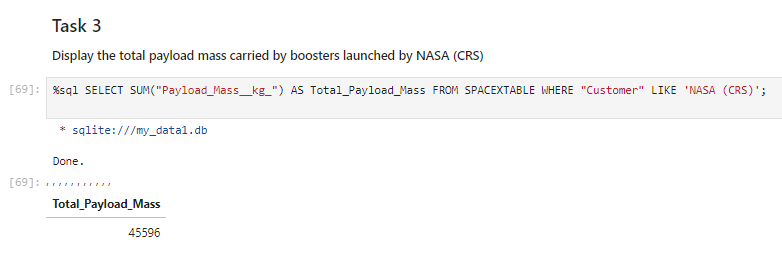 Task 3
Display the total payload mass carried by boosters launched by NASA (CRS)
[69]: %sql SELECT SUM("Payload_Mass__kg_") AS Total_Payload_Mass FROM SPACEXTABLE WHERE "Customer" LIKE 'NASA (CRS)';
* sqlite:///my_data1.db
Done.
[69]: ,,,,,,,,,,,
Total_Payload_Mass
45596